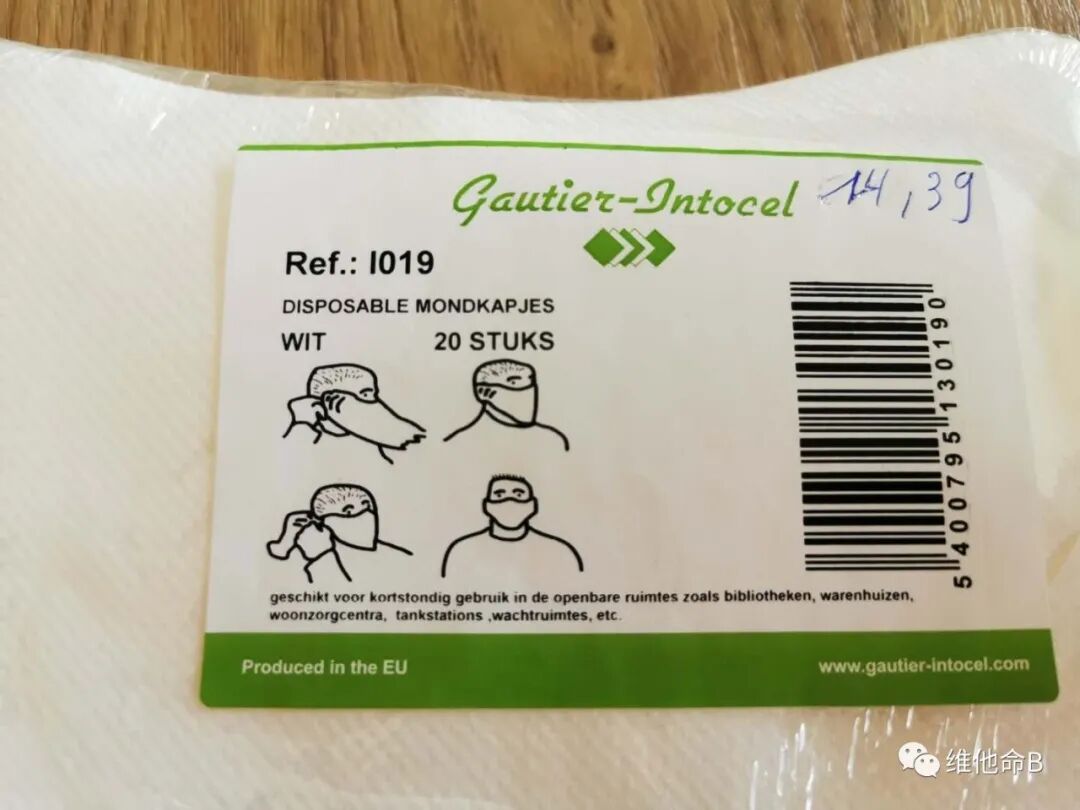 Gautier-Intocel 14,39
Ref.: I019
DISPOSABLE MONDKAPJES
WIT 20 STUKS
5400795130190
geschikt voor kortstondig gebruik in de openbare ruimtes zoals bibliotheken, warenhuizen,
woonzorgcentra, tankstations ,wachtruimtes, etc.
Produced in the EU www.gautier-intocel.com
维他命B